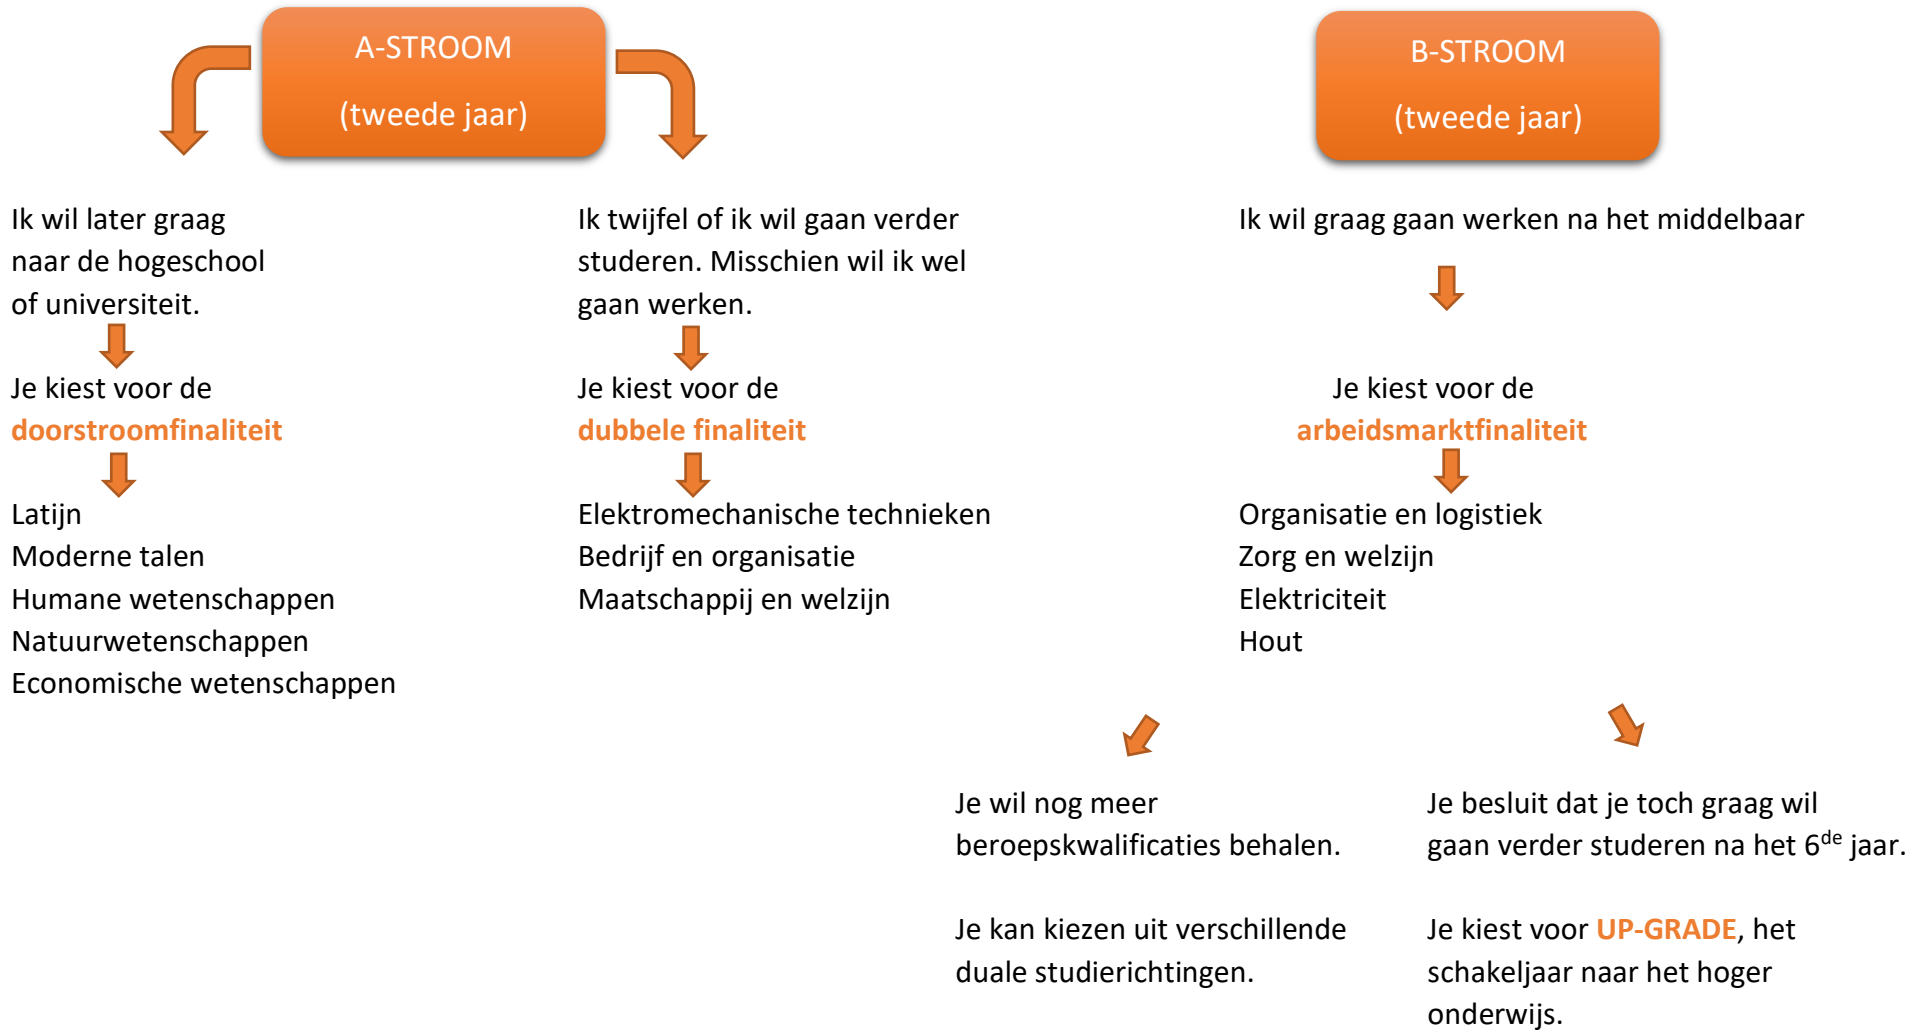 A-STROOM
(tweede jaar)
Ik wil later graag
naar de hogeschool
of universiteit.
Je kiest voor de
doorstroomfinaliteit
Latijn
Moderne talen
Humane wetenschappen
Natuurwetenschappen
Economische wetenschappen
Ik twijfel of ik wil gaan verder
studeren. Misschien wil ik wel
gaan werken.
Je kiest voor de
dubbele finaliteit
Elektromechanische technieken
Bedrijf en organisatie
Maatschappij en welzijn
B-STROOM
(tweede jaar)
Ik wil graag gaan werken na het middelbaar
Je kiest voor de
arbeidsmarktfinaliteit
Organisatie en logistiek
Zorg en welzijn
Elektriciteit
Hout
Je wil nog meer
beroepskwalificaties behalen.
Je kan kiezen uit verschillende
duale studierichtingen.
Je besluit dat je toch graag wil
gaan verder studeren na het 6de jaar.
Je kiest voor UP-GRADE, het
schakeljaar naar het hoger
onderwijs.